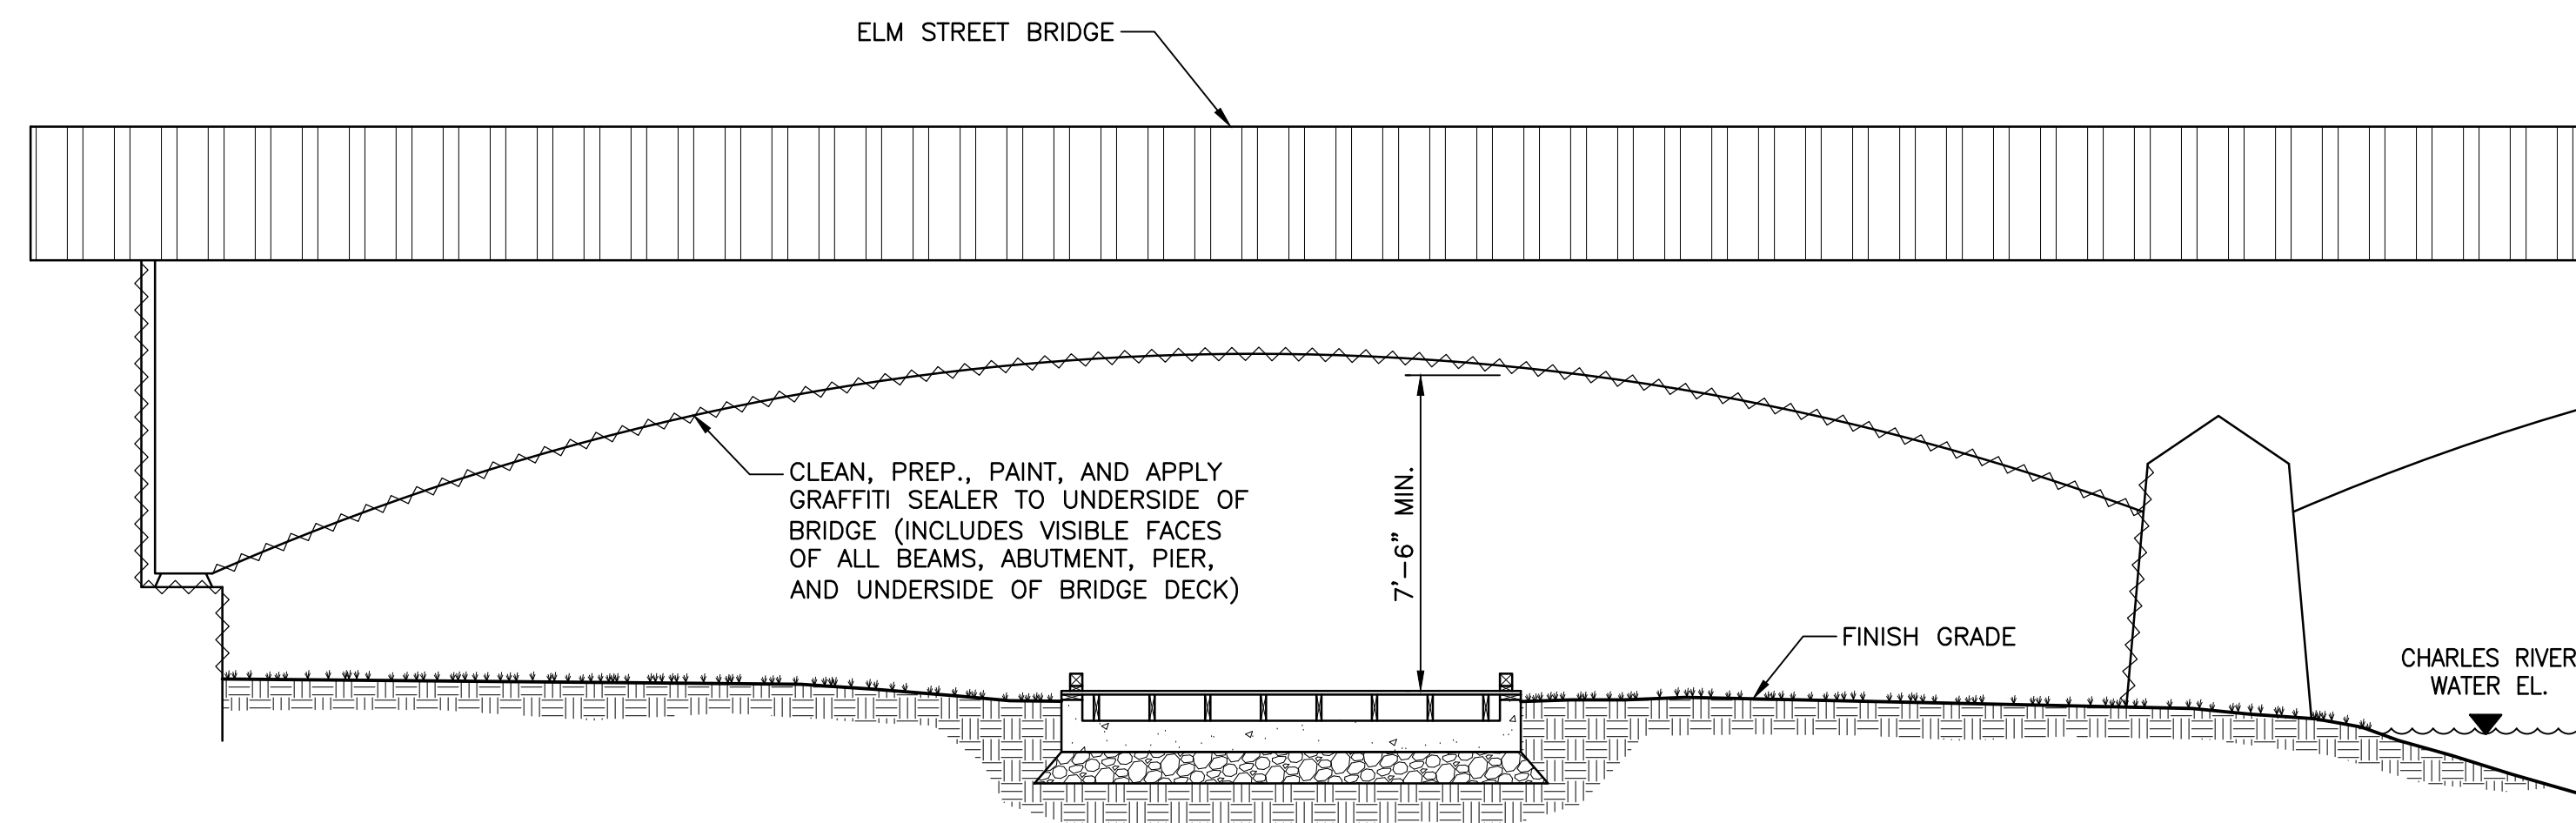 ELM STREET BRIDGE
CLEAN, PREP., PAINT, AND APPLY
GRAFFITI SEALER TO UNDERSIDE OF
BRIDGE (INCLUDES VISIBLE FACES
OF ALL BEAMS, ABUTMENT, PIER,
AND UNDERSIDE OF BRIDGE DECK)
7'-6" MIN.
FINISH GRADE
CHARLES RIVER
WATER EL.